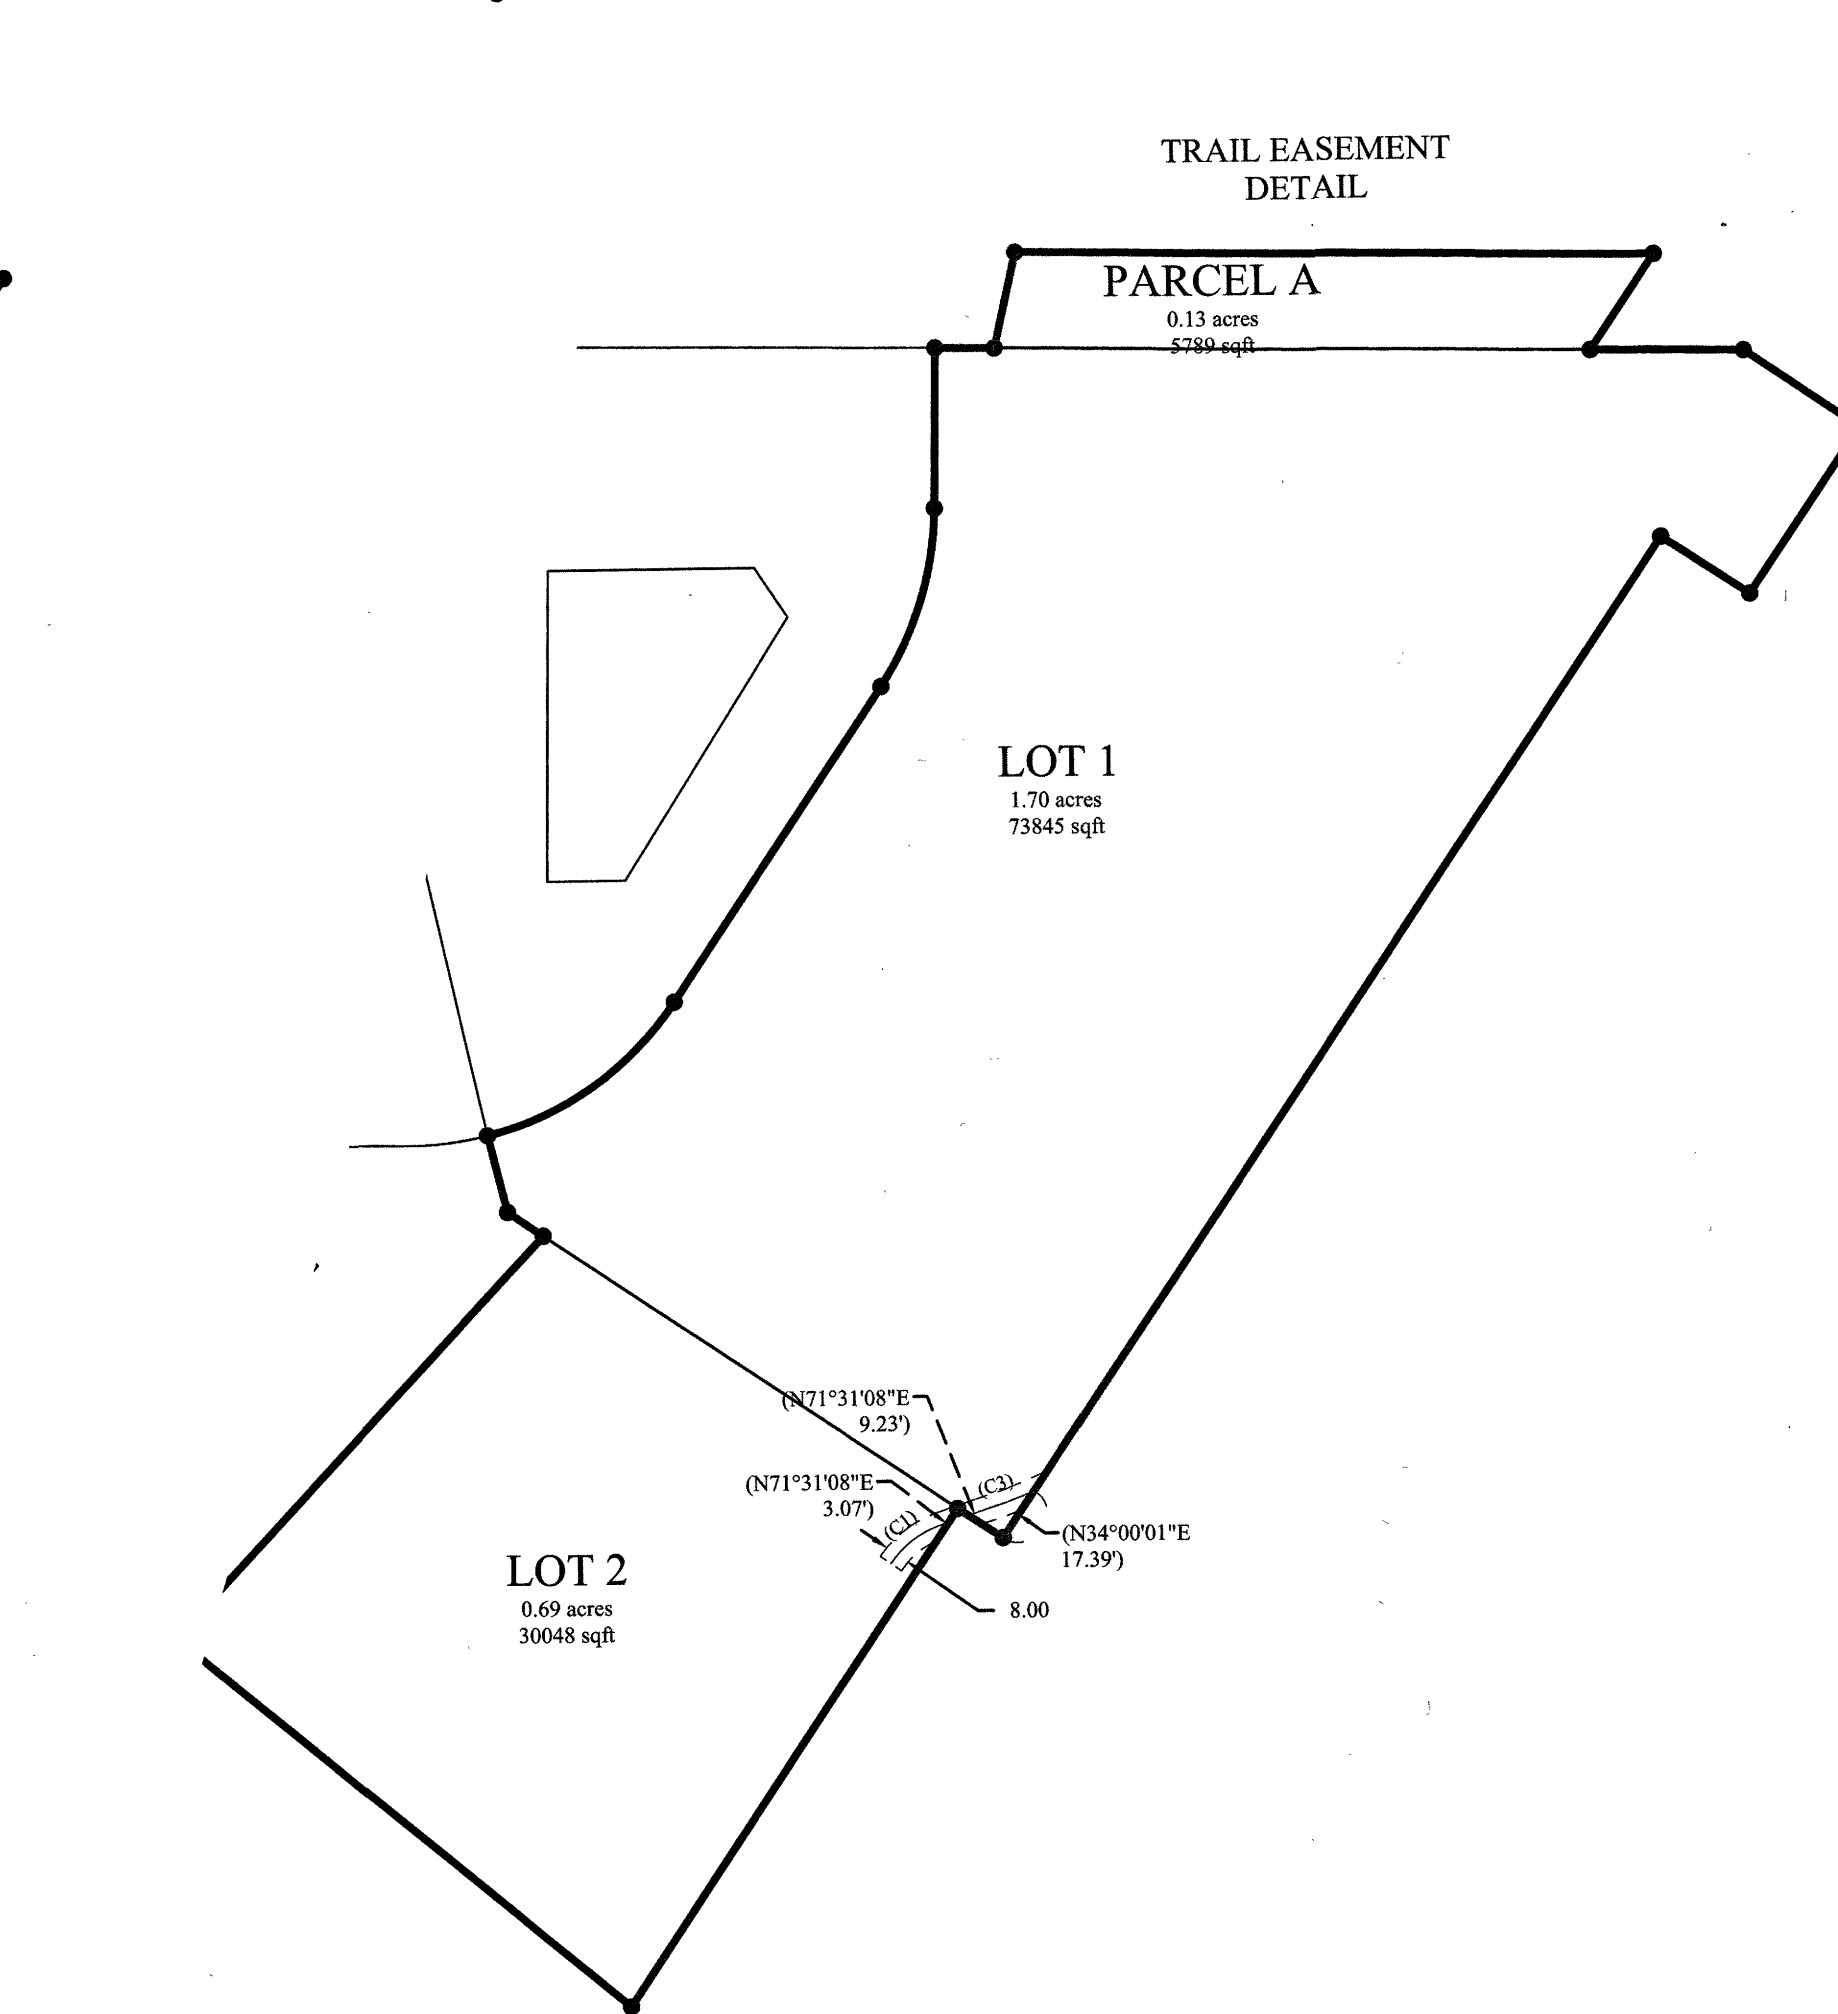 TRAIL EASEMENT
DETAIL
PARCEL A
0.13 acres
5789 sqft
LOT 1
1.70 acres
73845 sqft
(N71°31'08"E
9.23')
(N71°31'08"E
3.07')
(C3)
(C1)
(N34°00'01"E
17.39')
8.00
LOT 2
0.69 acres
30048 sqft